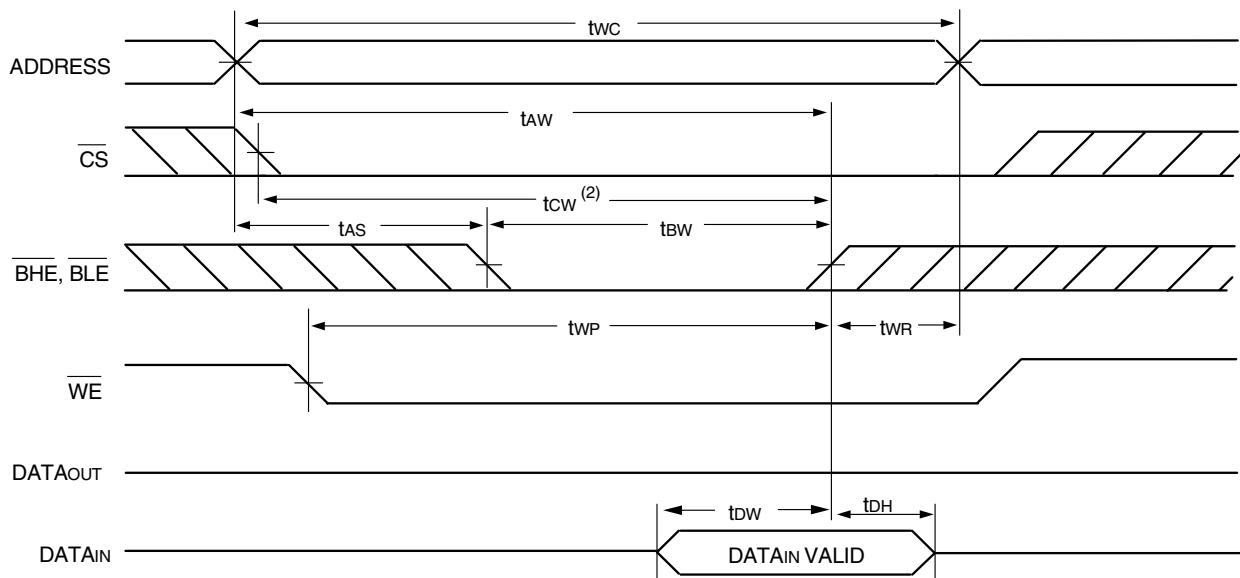 tWC
ADDRESS
tAW
CS
tCW (2)
tAS
tBW
BHE, BLE
tWP
tWR
WE
DATAOUT
tDW
tDH
DATAIN
DATAIN VALID